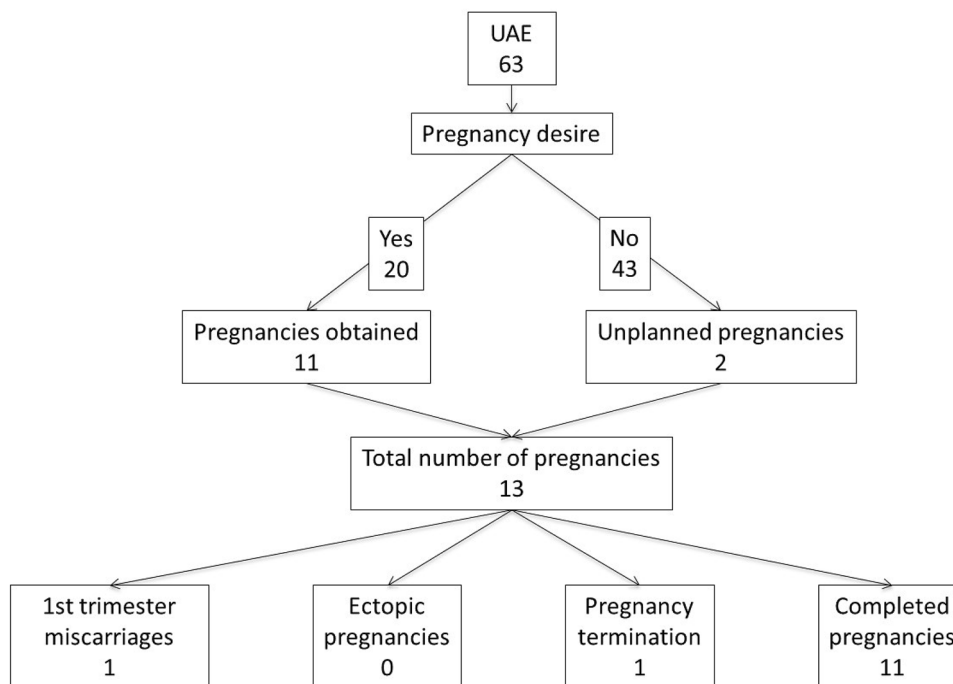 UAE
63
Pregnancy desire
Yes
20
No
43
Pregnancies obtained
11
Unplanned pregnancies
2
Total number of pregnancies
13
1st trimester
miscarriages
1
Ectopic
pregnancies
0
Pregnancy
termination
1
Completed
pregnancies
11